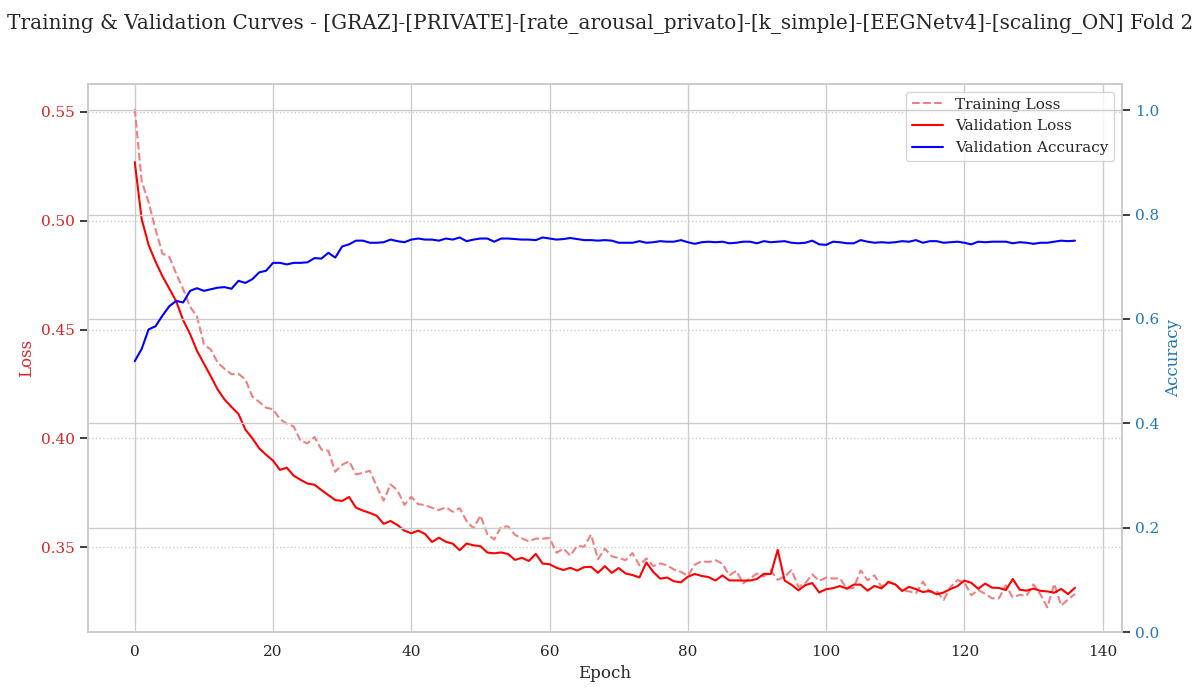 Training & Validation Curves - [GRAZ]-[PRIVATE]-[rate_arousal_privato]-[k_simple]-[EEGNetv4]-[scaling_ON] Fold 2
Training Loss
Validation Loss
Validation Accuracy
0.55
0.50
0.45
0.40
0.35
Loss
1.0
0.8
0.6
0.4
0.2
0.0
Accuracy
0
20
40
60
80
100
120
140
Epoch